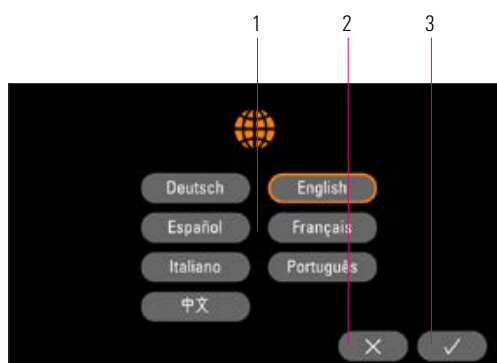 1 2 3
Deutsch English
Español Français
Italiano Português
中文